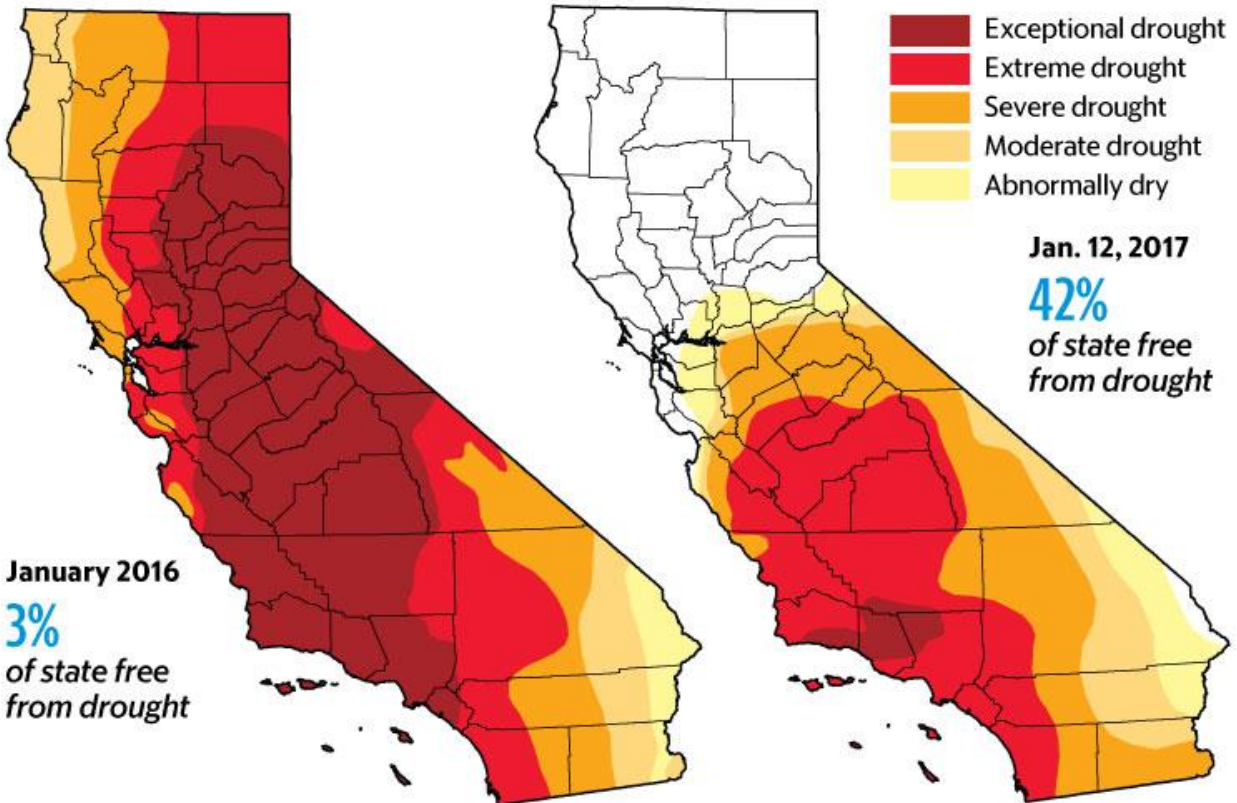 Exceptional drought
Extreme drought
Severe drought
Moderate drought
Abnormally dry
Jan. 12, 2017
42%
of state free
from drought
January 2016
3%
of state free
from drought